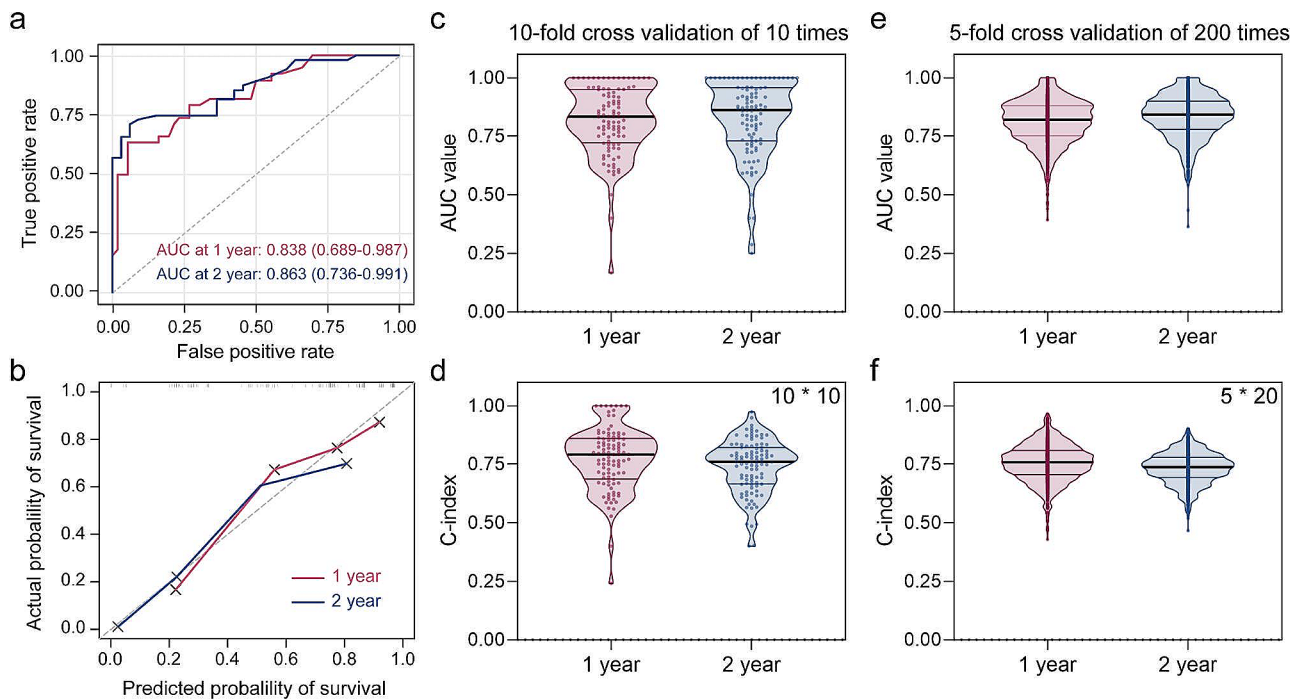 a
True positive rate
1.00
0.75
0.50
0.25
0.00
AUC at 1 year: 0.838 (0.689-0.987)
AUC at 2 year: 0.863 (0.736-0.991)
0.00 0.25 0.50 0.75 1.00
False positive rate
b
Actual probalility of survival
1.0
0.8
0.6
0.4
0.2
0.0
1 year
2 year
0.0 0.2 0.4 0.6 0.8 1.0
Predicted probalility of survival
c
10-fold cross validation of 10 times
AUC value
1.00
0.75
0.50
0.25
0.00
1 year 2 year
d
10 * 10
C-index
1.00
0.75
0.50
0.25
0.00
1 year 2 year
e
5-fold cross validation of 200 times
AUC value
1.00
0.75
0.50
0.25
0.00
1 year 2 year
f
5 * 20
C-index
1.00
0.75
0.50
0.25
0.00
1 year 2 year